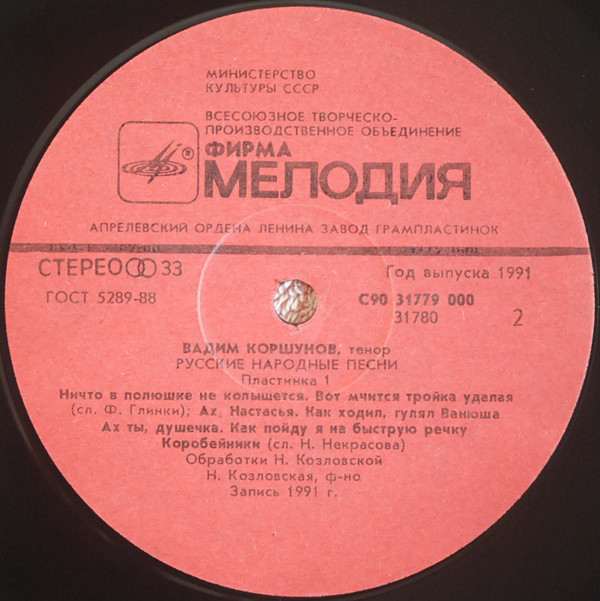 МИНИСТЕРСТВО
КУЛЬТУРЫ СССР
ВСЕСОЮЗНОЕ ТВОРЧЕСКО-
ПРОИЗВОДСТВЕННОЕ ОБЪЕДИНЕНИЕ
®
ФИРМА
МЕЛОДИЯ
АПРЕЛЕВСКИЙ ОРДЕНА ЛЕНИНА ЗАВОД ГРАМПЛАСТИНОК
СТЕРЕО 33
Год выпуска 1991
ГОСТ 5289-88
С90 31779 000
31780
2
ВАДИМ КОРШУНОВ, тенор
РУССКИЕ НАРОДНЫЕ ПЕСНИ
Пластинка 1
Ничто в полюшке не колышется. Вот мчится тройка удалая
(сл. Ф. Глинки); Ах, Настасья. Как ходил, гулял Ванюша
Ах ты, душечка. Как пойду я на быструю речку
Коробейники (сл. Н. Некрасова)
Обработки Н. Козловской
Н. Козловская, ф-но
Запись 1991 г.